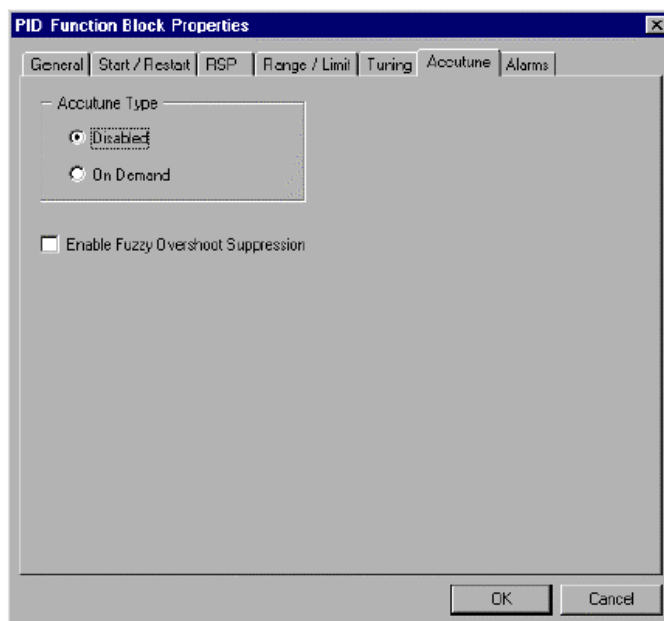 PID Function Block Properties
General Start / Restart RSP Range / Limit Tuning Accutune Alarms
Accutune Type
Disabled
On Demand
Enable Fuzzy Overshoot Suppression
OK Cancel